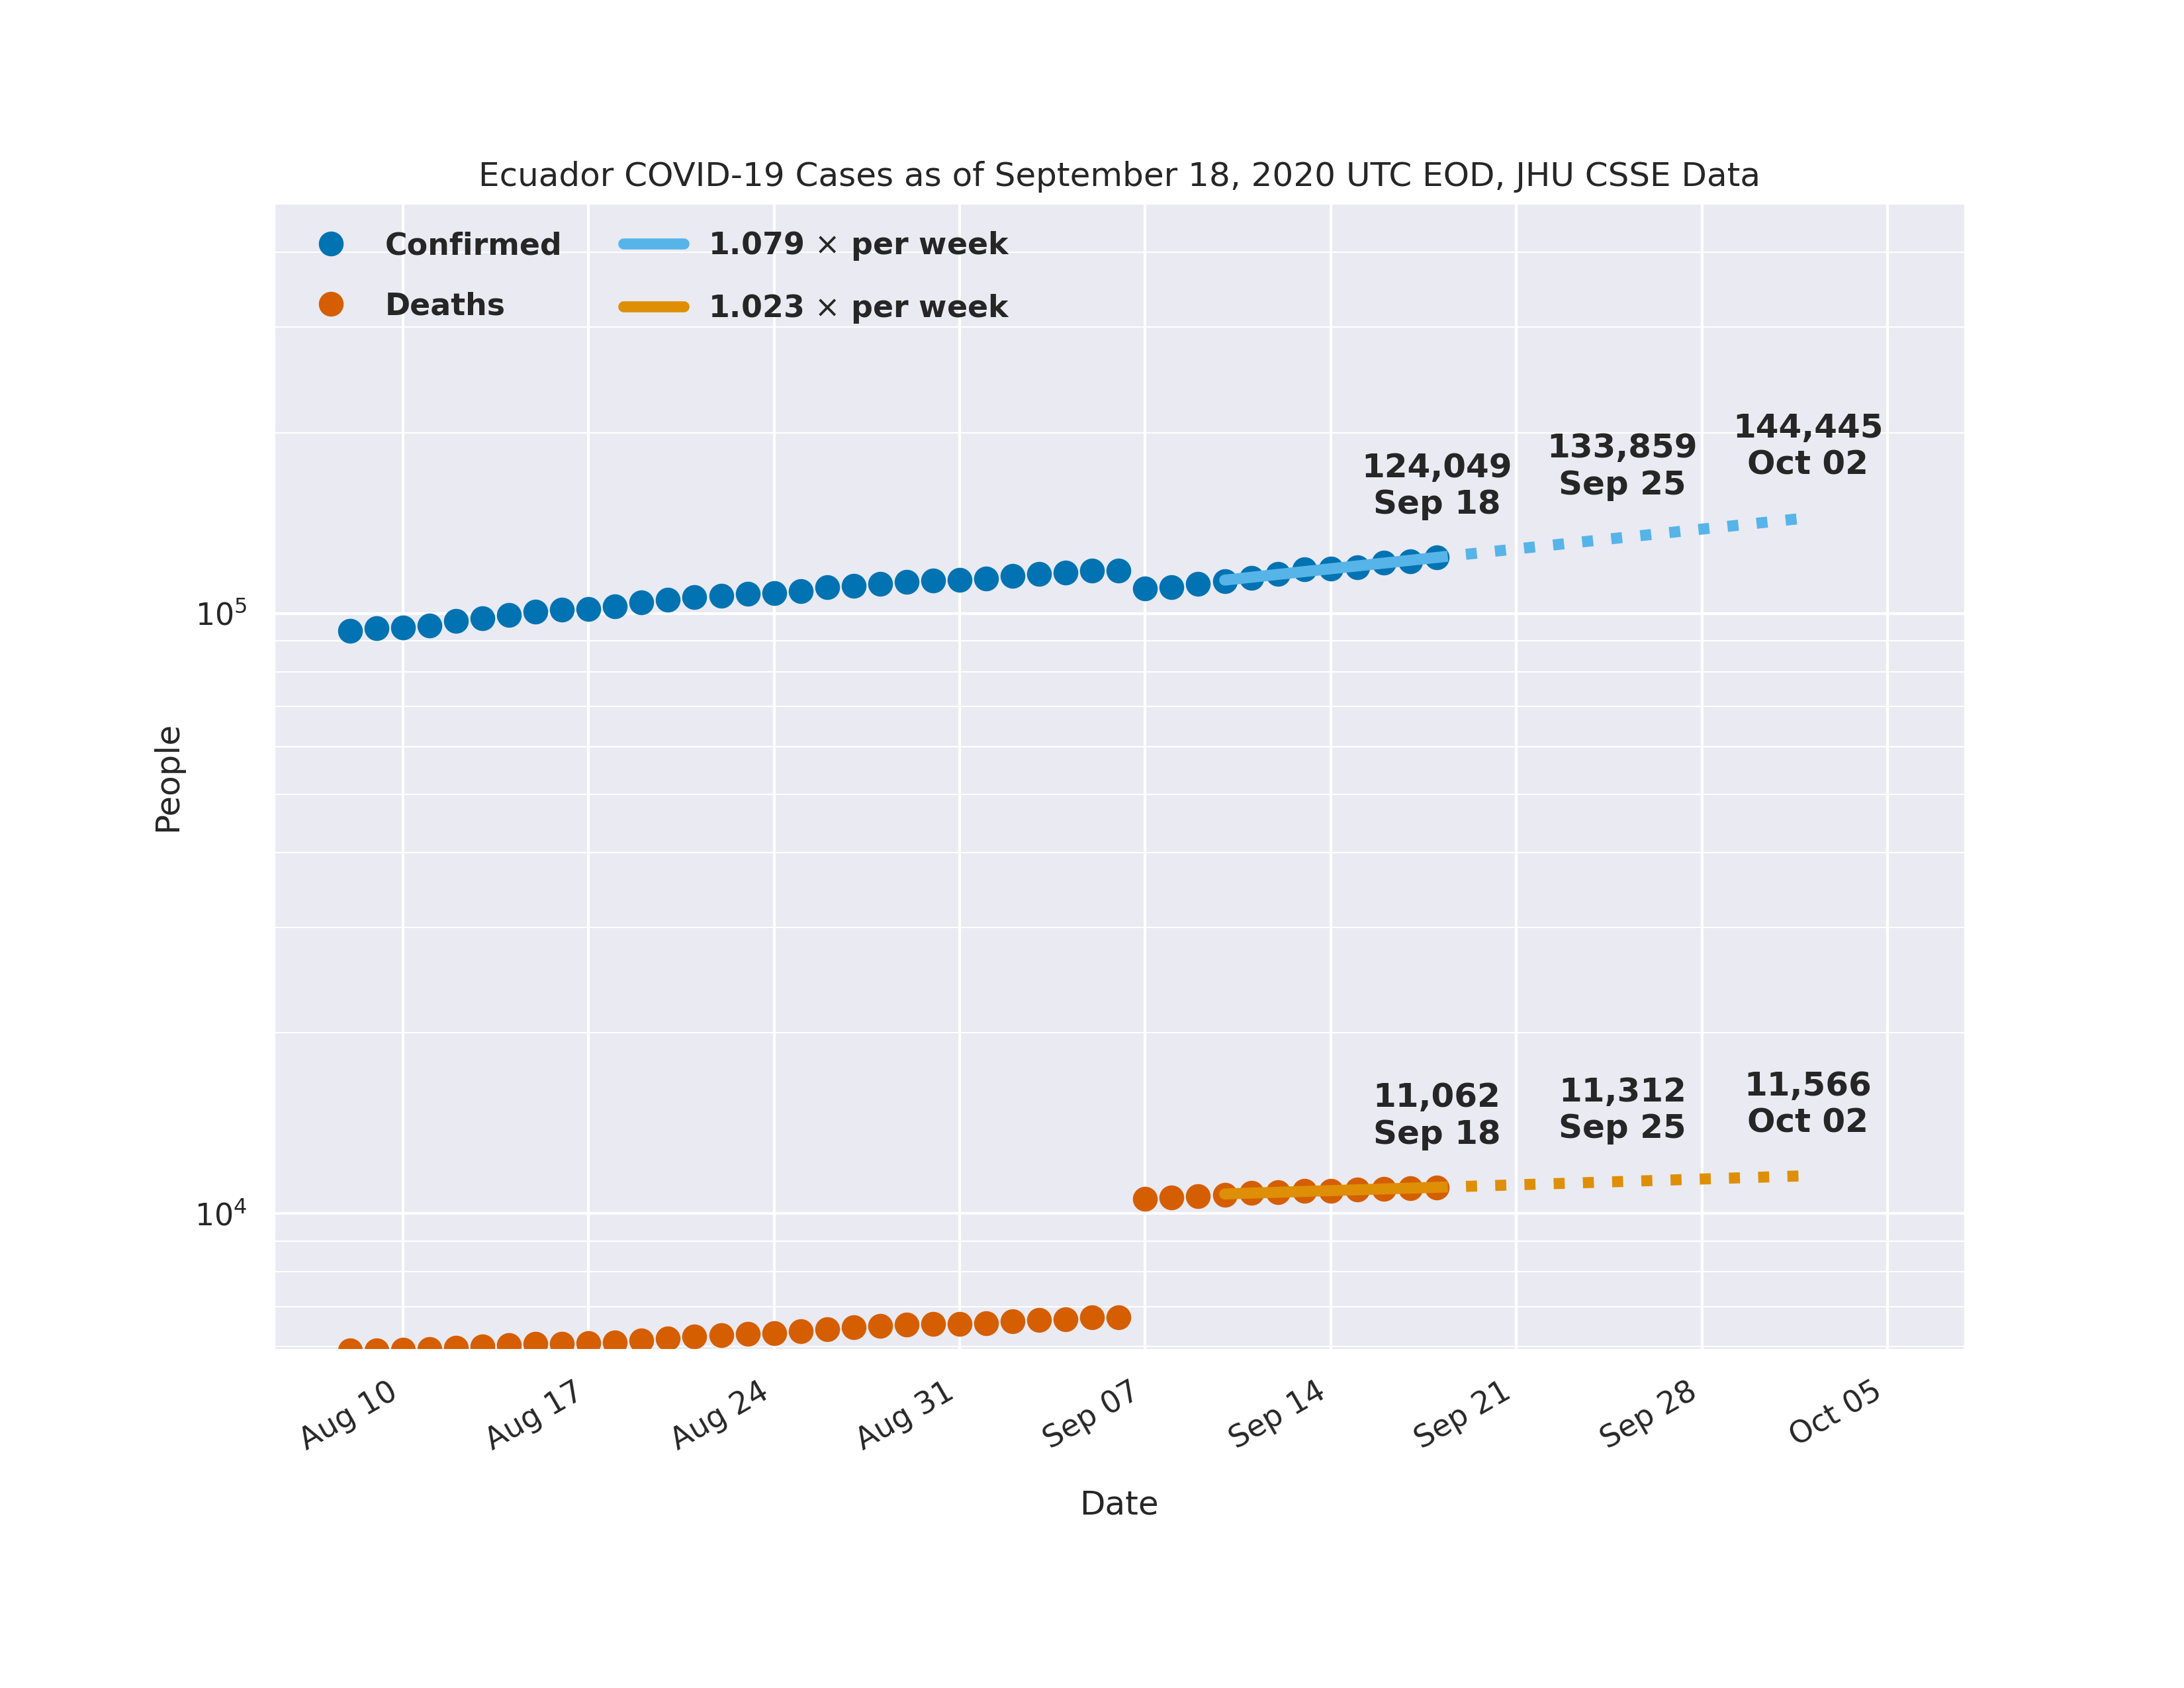 Ecuador COVID-19 Cases as of September 18, 2020 UTC EOD, JHU CSSE Data
Confirmed
Deaths
1.079 × per week
1.023 × per week
144,445
Oct 02
133,859
Sep 25
124,049
Sep 18
10⁵
People
11,062
Sep 18
11,312
Sep 25
11,566
Oct 02
10⁴
Aug 10
Aug 17
Aug 24
Aug 31
Sep 07
Sep 14
Sep 21
Sep 28
Oct 05
Date